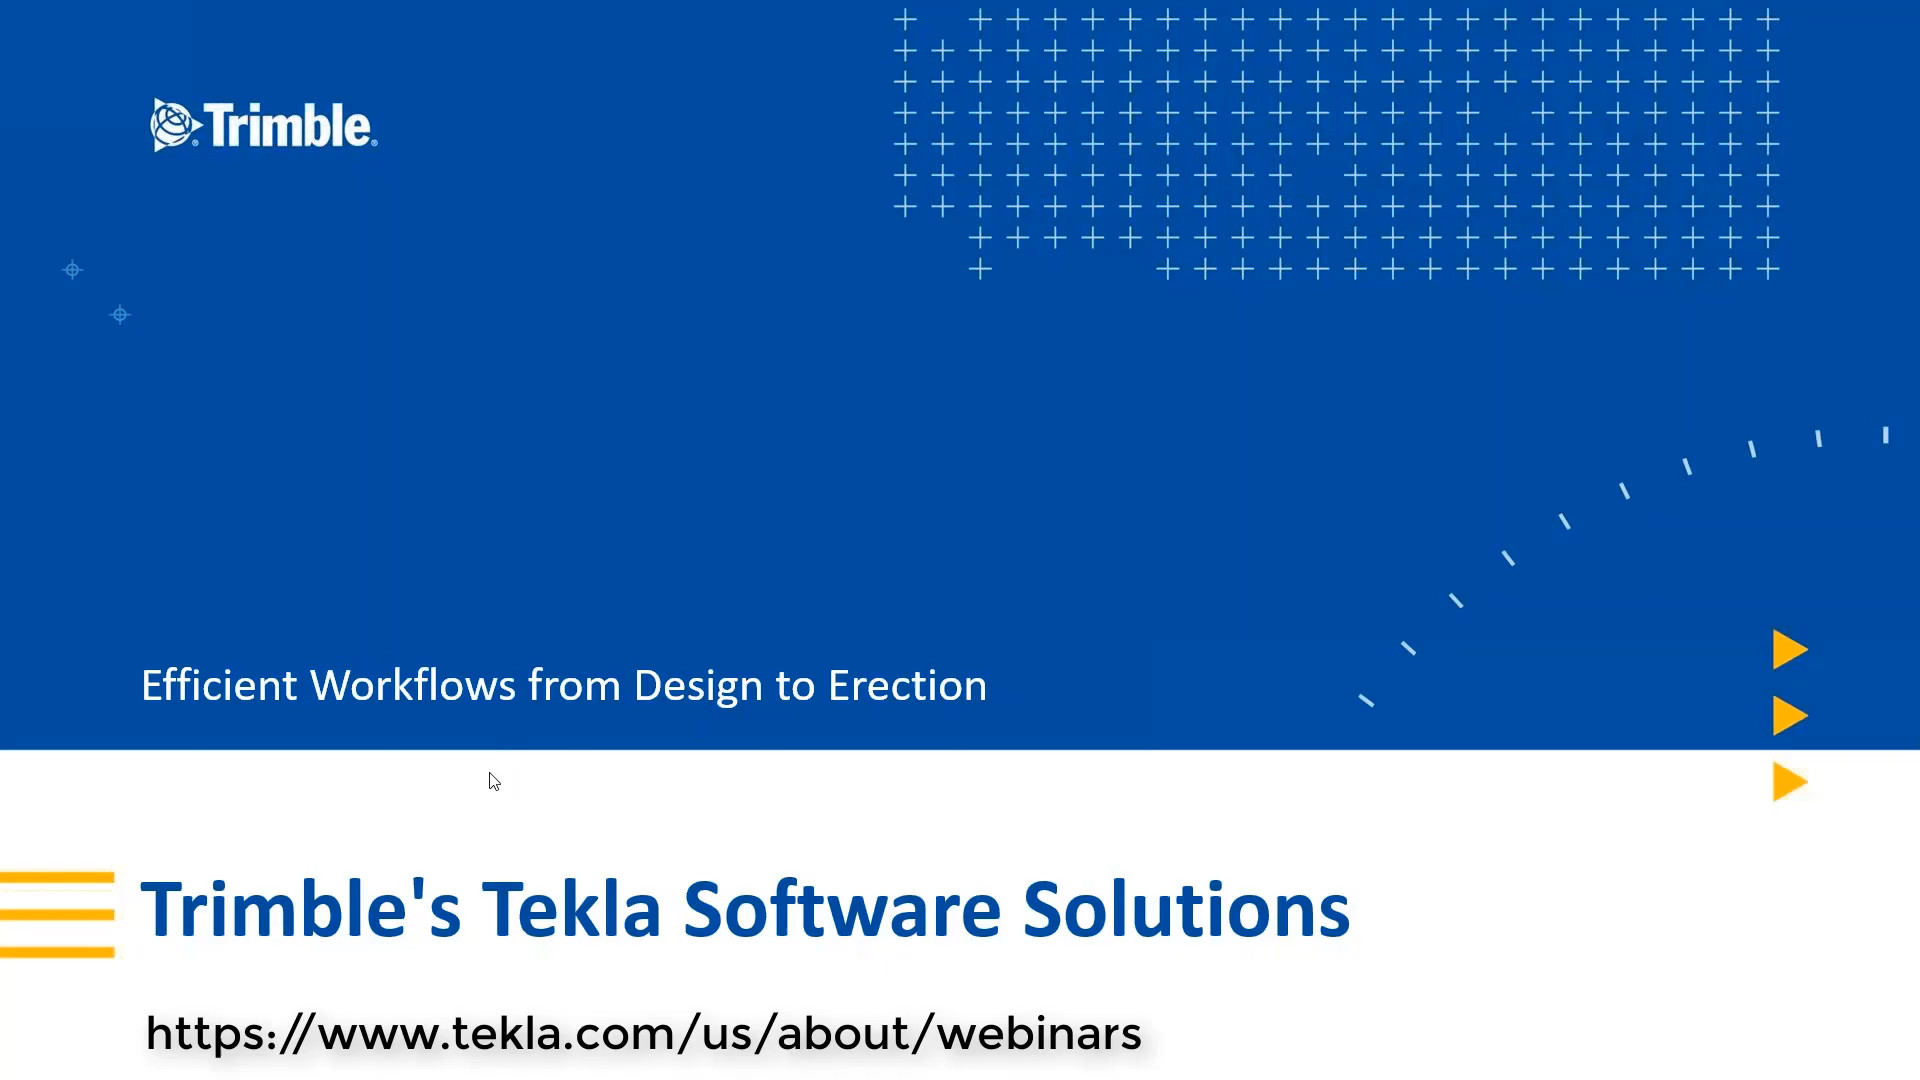 Trimble
Efficient Workflows from Design to Erection
Trimble's Tekla Software Solutions
https://www.tekla.com/us/about/webinars